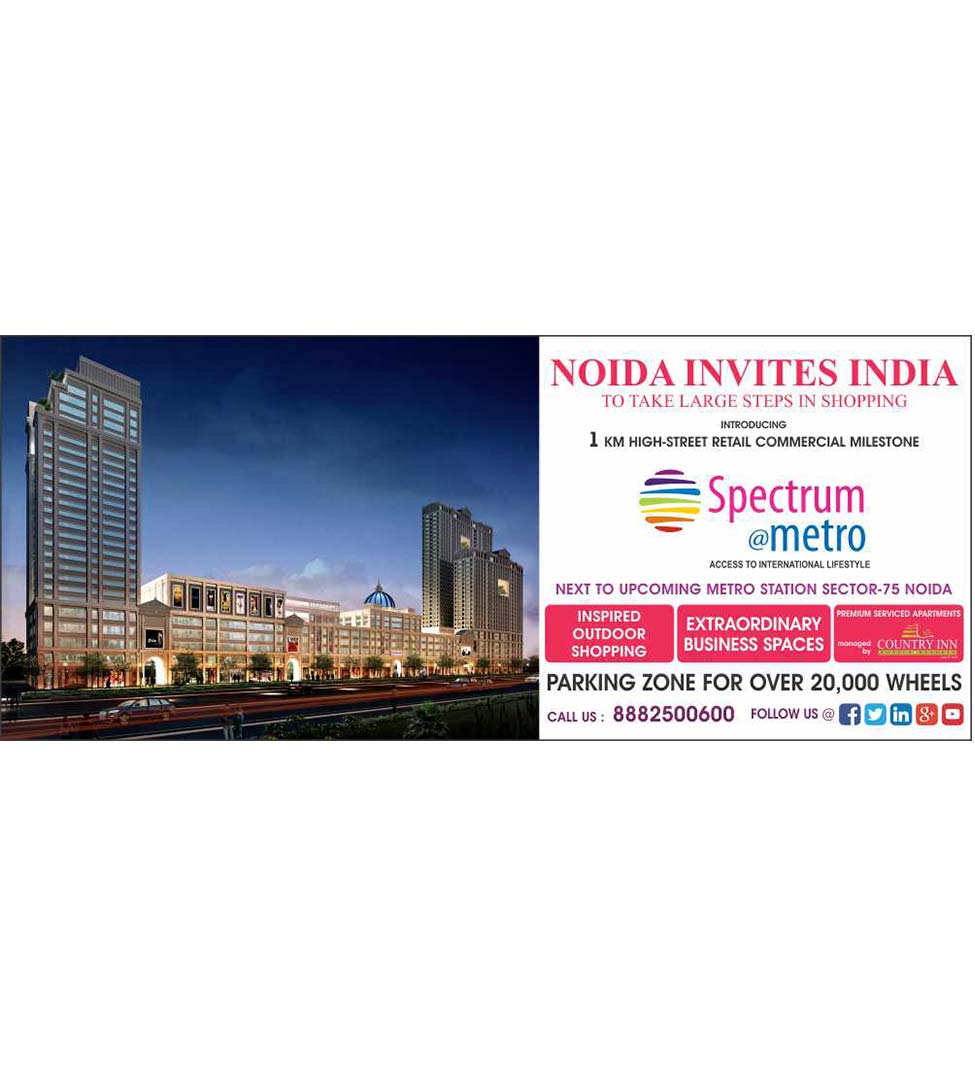 NOIDA INVITES INDIA
TO TAKE LARGE STEPS IN SHOPPING
INTRODUCING
1 KM HIGH-STREET RETAIL COMMERCIAL MILESTONE
Spectrum
@metro
ACCESS TO INTERNATIONAL LIFESTYLE
NEXT TO UPCOMING METRO STATION SECTOR-75 NOIDA
INSPIRED
OUTDOOR
SHOPPING
EXTRAORDINARY
BUSINESS SPACES
PREMIUM SERVICED APARTMENTS
managed
by
COUNTRY INN
PARKING ZONE FOR OVER 20,000 WHEELS
CALL US : 8882500600 FOLLOW US @